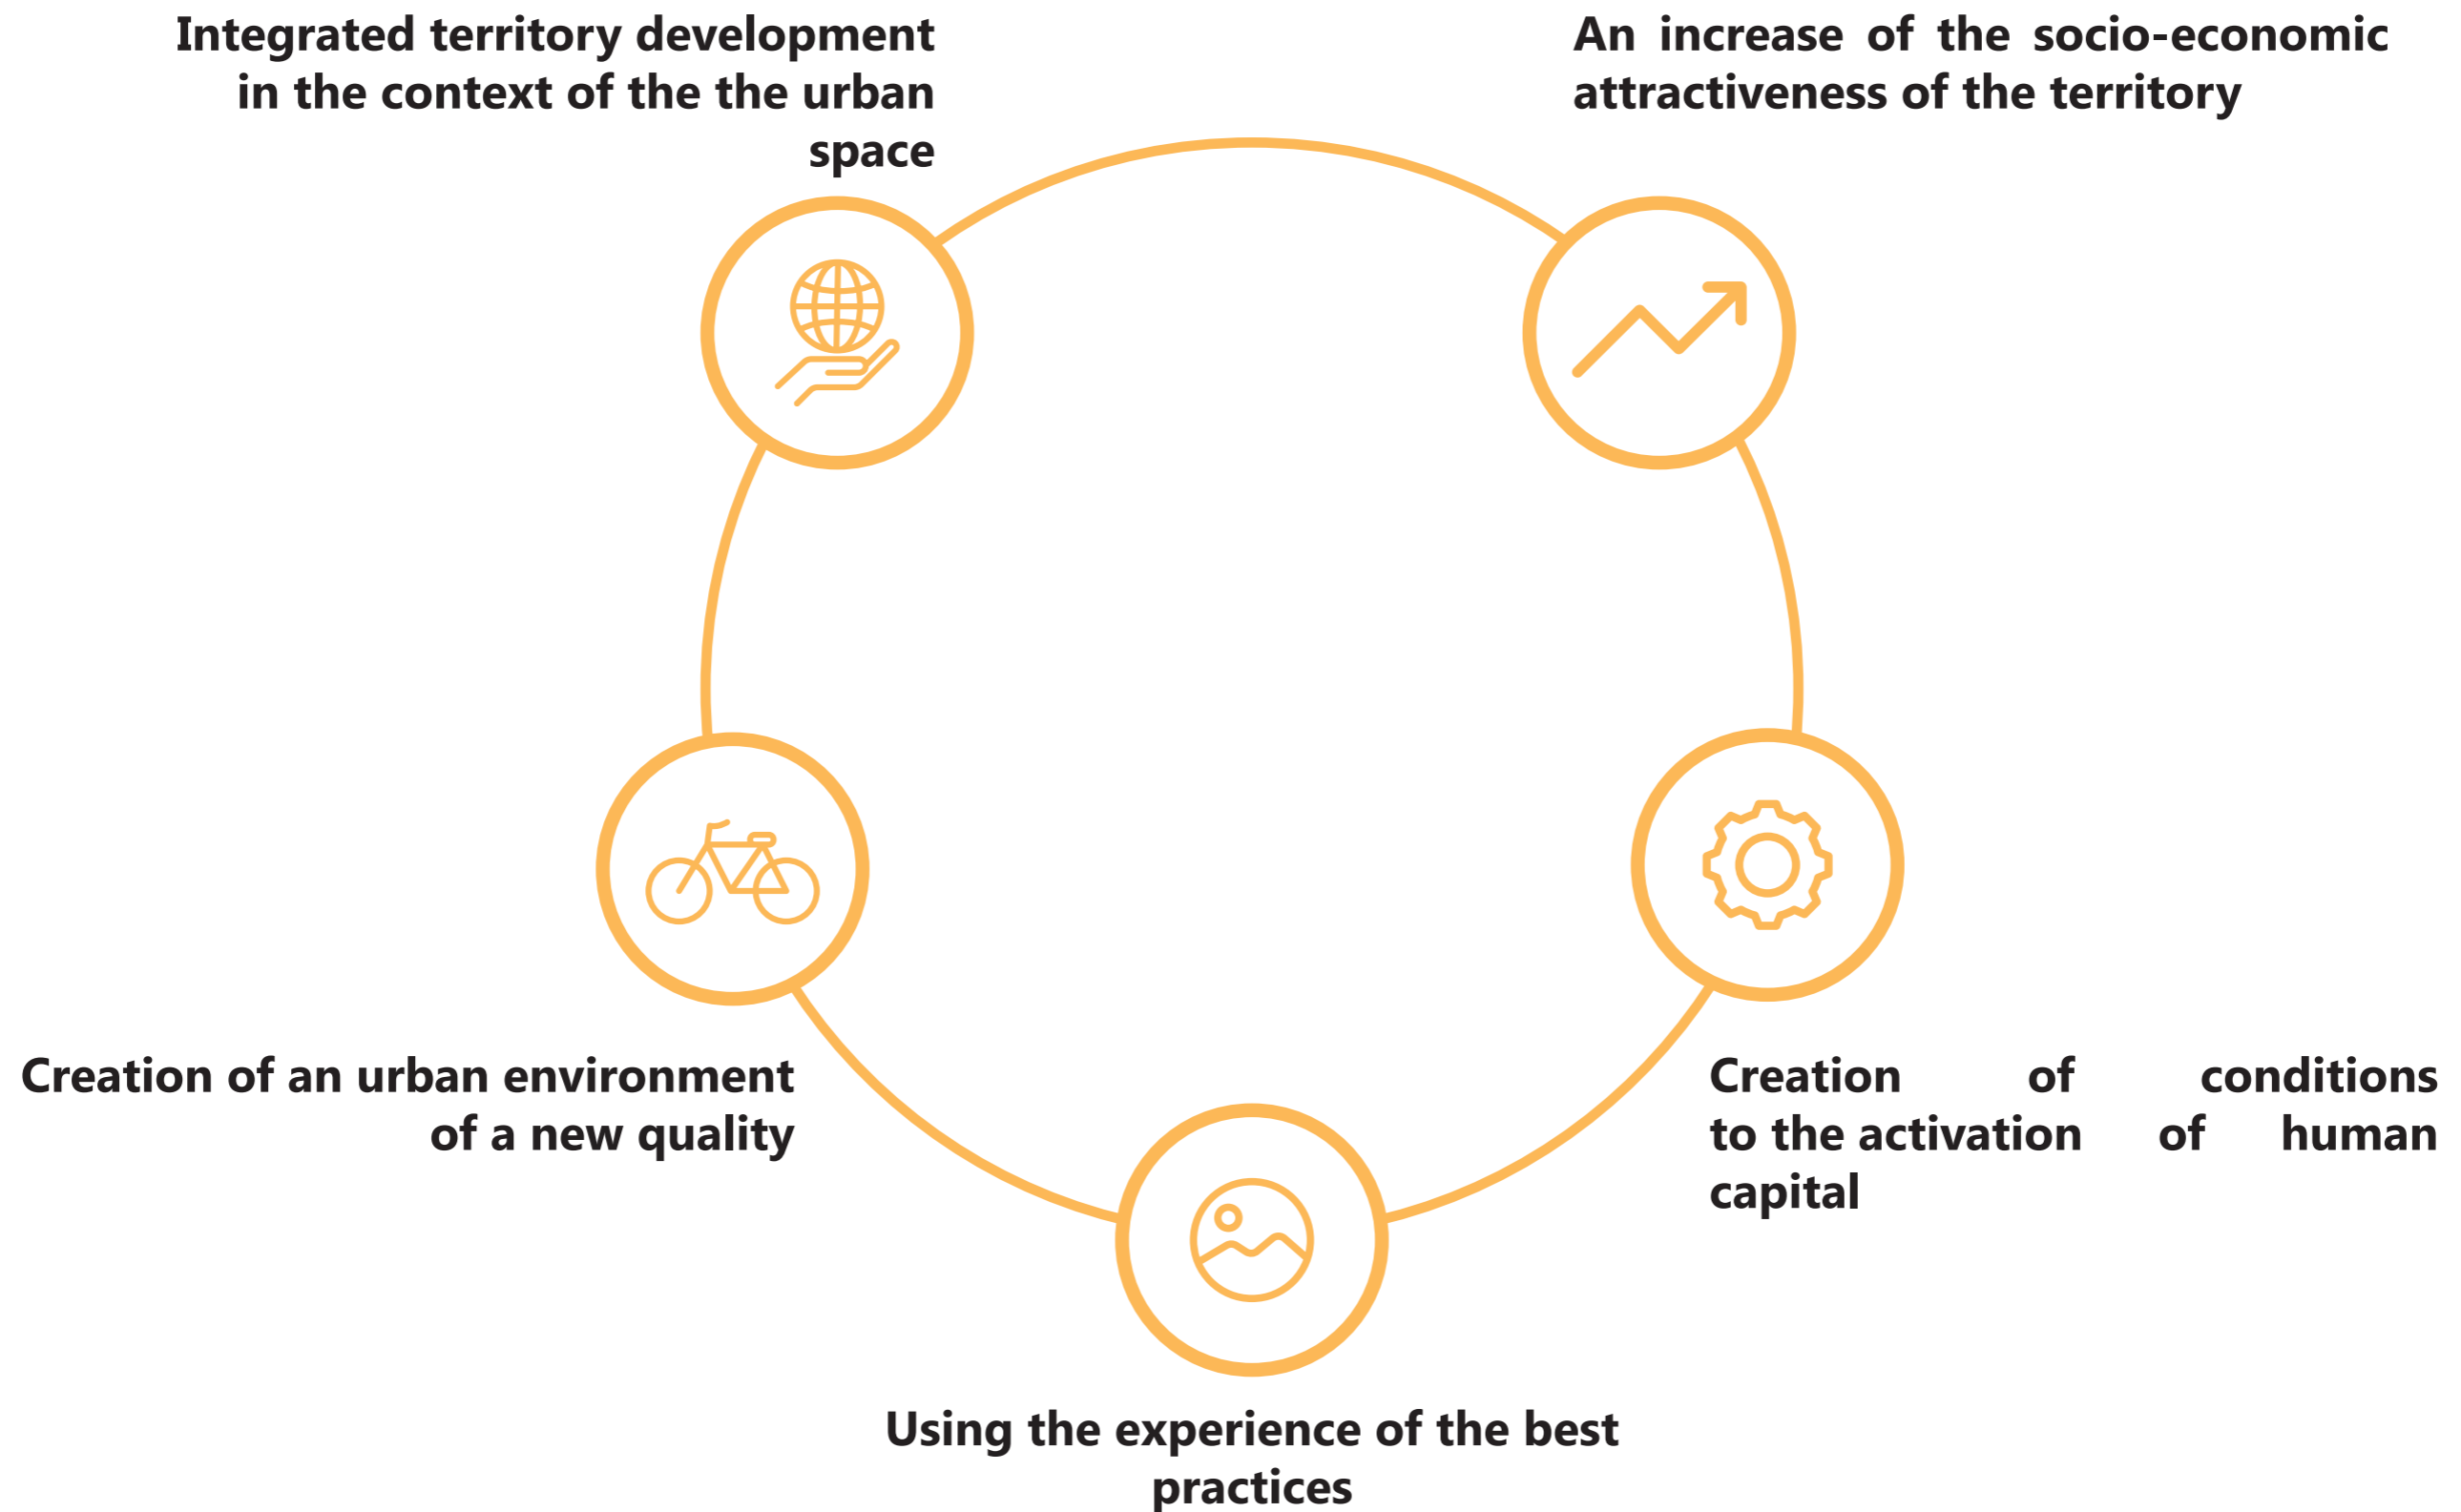 Integrated territory development
in the context of the the urban
space
An increase of the socio-economic
attractiveness of the territory
Creation of an urban environment
of a new quality
Creation of conditions
to the activation of human
capital
Using the experience of the best
practices